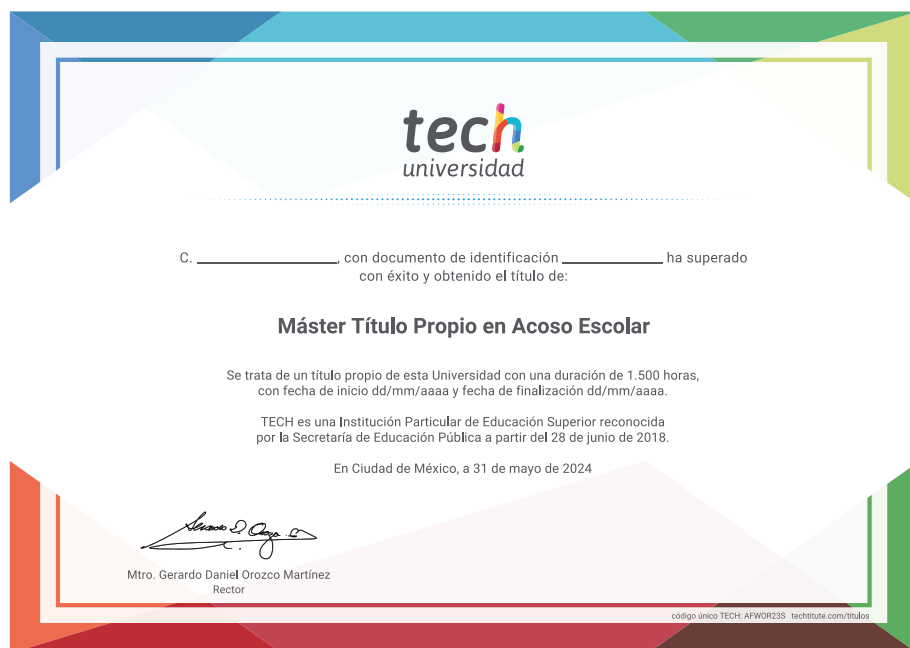 tech
universidad
C. ____________, con documento de identificación ____________ ha superado
con éxito y obtenido el título de:
Máster Título Propio en Acoso Escolar
Se trata de un título propio de esta Universidad con una duración de 1.500 horas,
con fecha de inicio dd/mm/aaaa y fecha de finalización dd/mm/aaaa.
TECH es una Institución Particular de Educación Superior reconocida
por la Secretaría de Educación Pública a partir del 28 de junio de 2018.
En Ciudad de México, a 31 de mayo de 2024
Mtro. Gerardo Daniel Orozco Martínez
Rector
código único TECH: AFWOR23S techtitute.com/titulos